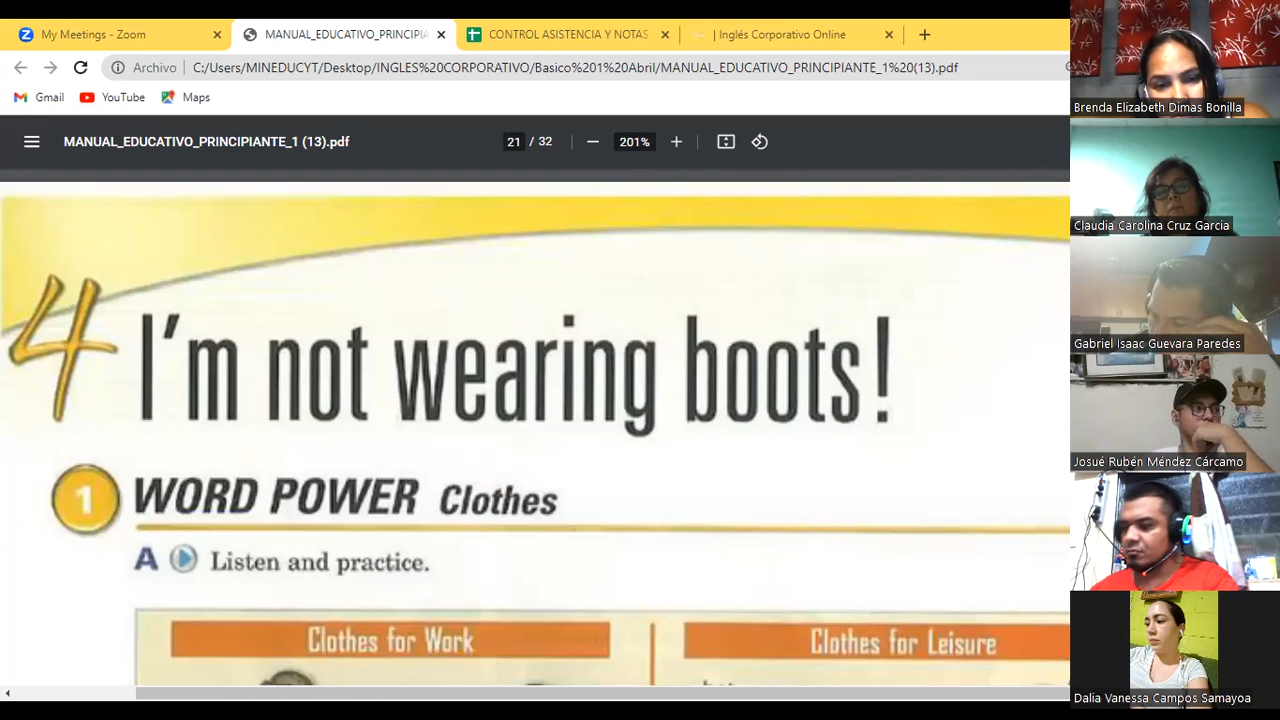 My Meetings - Zoom
MANUAL_EDUCATIVO_PRINCIPIA
CONTROL ASISTENCIA Y NOTAS
| Inglés Corporativo Online
Archivo
C:/Users/MINEDUCYT/Desktop/INGLES%20CORPORATIVO/Basico%201%20Abril/MANUAL_EDUCATIVO_PRINCIPIANTE_1%20(13).pdf
Gmail
YouTube
Maps
MANUAL_EDUCATIVO_PRINCIPIANTE_1 (13).pdf
21 / 32
201%
4 I'm not wearing boots!
1 WORD POWER Clothes
A Listen and practice.
Clothes for Work
Clothes for Leisure
Brenda Elizabeth Dimas Bonilla
Claudia Carolina Cruz Garcia
Gabriel Isaac Guevara Paredes
Josué Rubén Méndez Cárcamo
Dalia Vanessa Campos Samayoa